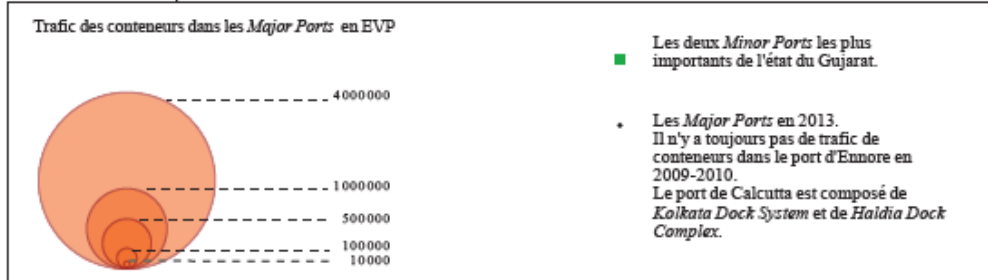 Trafic des conteneurs dans les Major Ports en EVP
4000000
1000000
500000
100000
10000
Les deux Minor Ports les plus
importants de l'état du Gujarat.
Les Major Ports en 2013.
Il n'y a toujours pas de trafic de
conteneurs dans le port d'Ennore en
2009-2010.
Le port de Calcutta est composé de
Kolkata Dock System et de Haldia Dock
Complex.